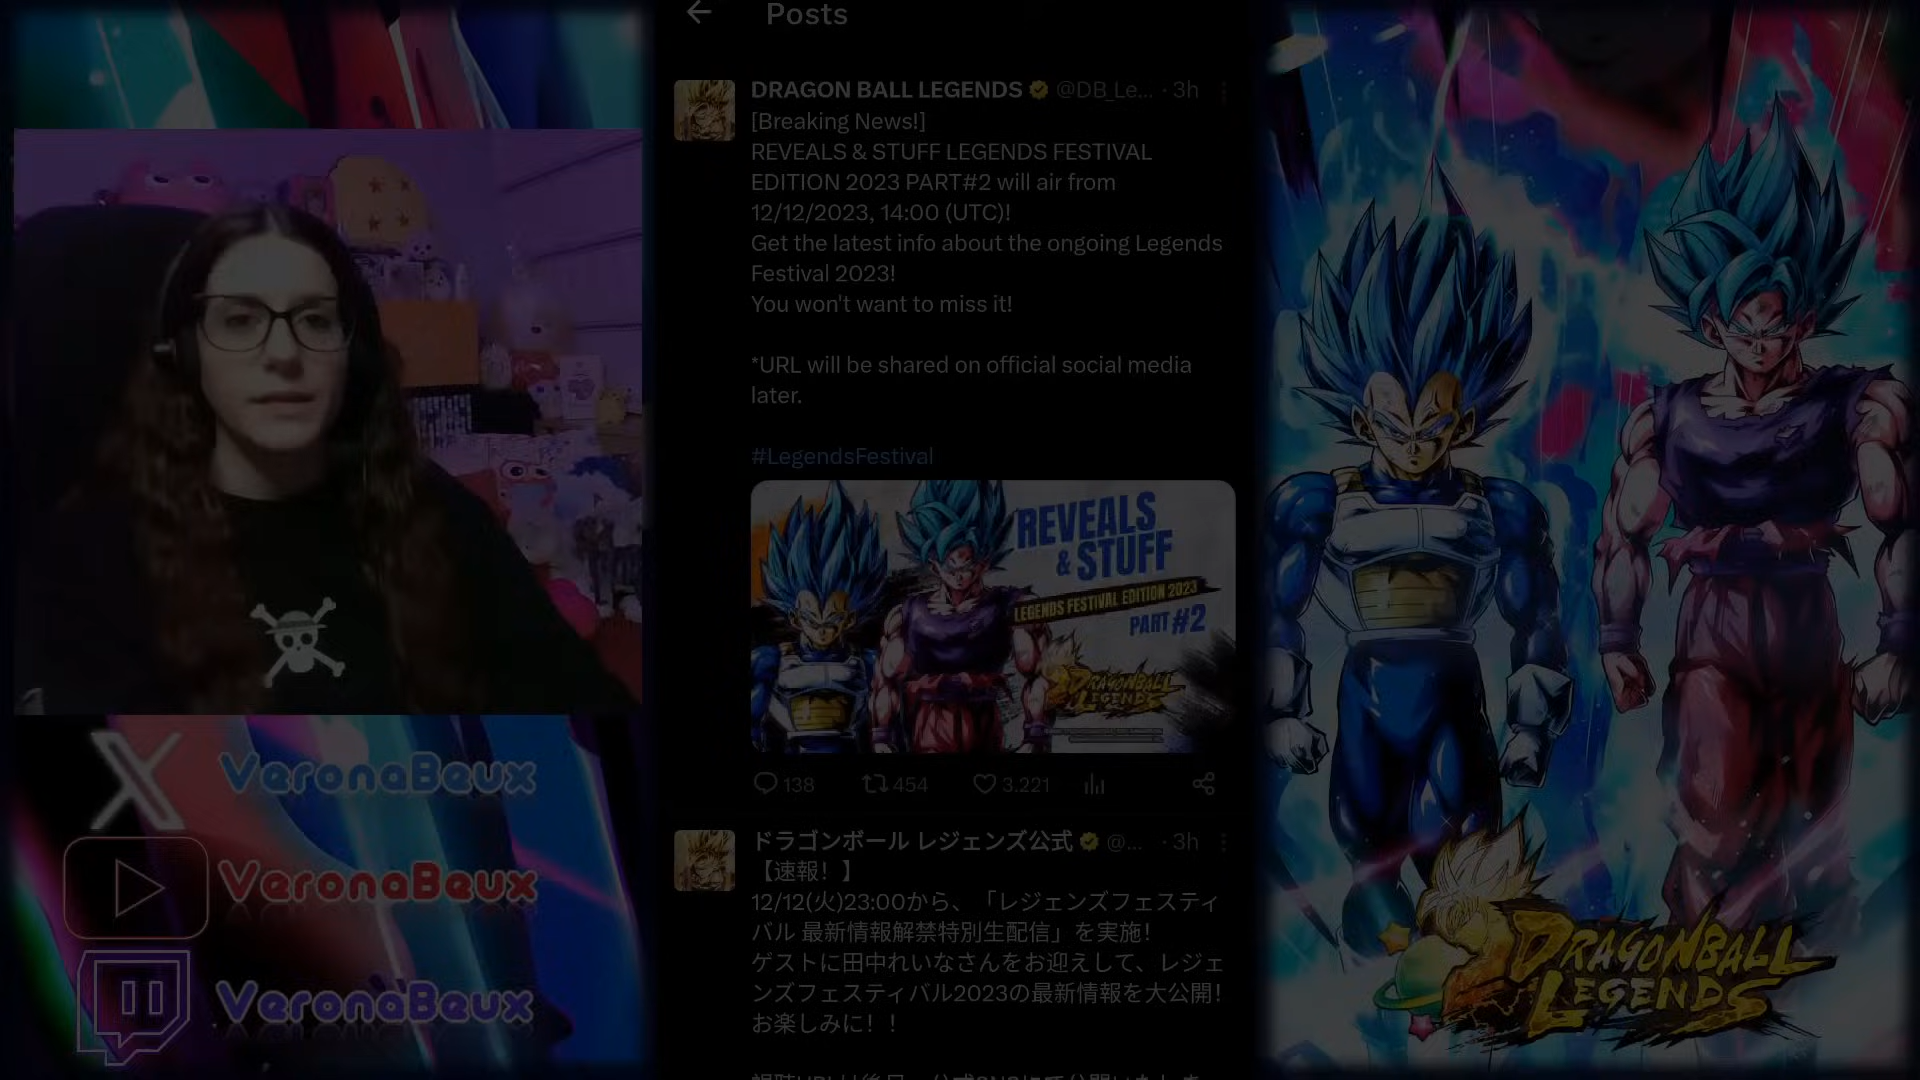 Posts
DRAGON BALL LEGENDS @DB_Le... · 3h
[Breaking News!]
REVEALS & STUFF LEGENDS FESTIVAL
EDITION 2023 PART#2 will air from
12/12/2023, 14:00 (UTC)!
Get the latest info about the ongoing Legends
Festival 2023!
You won't want to miss it!
*URL will be shared on official social media
later.
#LegendsFestival
REVEALS
& STUFF
LEGENDS FESTIVAL EDITION 2023
PART #2
DRAGONBALL
LEGENDS
138 454 3.221
ドラゴンボール レジェンズ公式 @... · 3h
【速報！】
12/12(火)23:00から、「レジェンズフェスティ
バル 最新情報解禁特別生配信」を実施！
ゲストに田中れいなさんをお迎えして、レジェ
ンズフェスティバル2023の最新情報を大公開！
お楽しみに！！
VeronaBeux
VeronaBeux
VeronaBeux
DRAGONBALL
LEGENDS